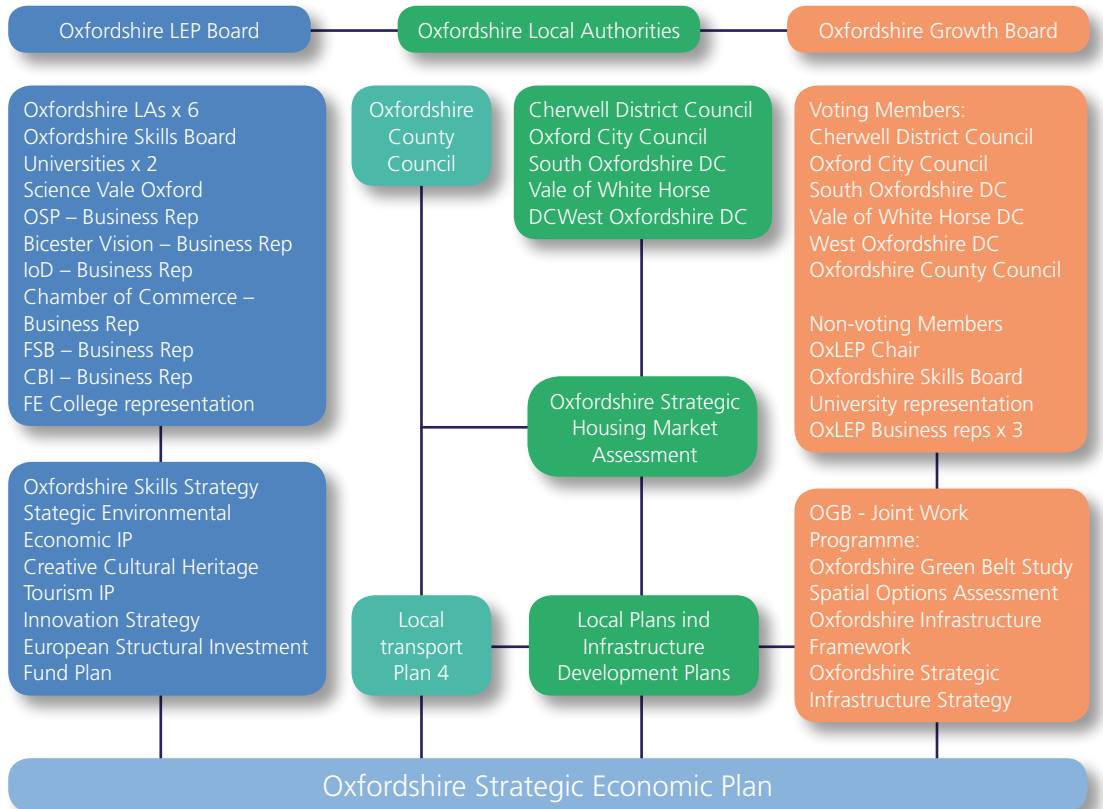 Oxfordshire LEP Board
Oxfordshire Local Authorities
Oxfordshire Growth Board
Oxfordshire LAs x 6
Oxfordshire Skills Board
Universities x 2
Science Vale Oxford
OSP – Business Rep
Bicester Vision – Business Rep
IoD – Business Rep
Chamber of Commerce –
Business Rep
FSB – Business Rep
CBI – Business Rep
FE College representation
Oxfordshire
County
Council
Cherwell District Council
Oxford City Council
South Oxfordshire DC
Vale of White Horse
DCWest Oxfordshire DC
Voting Members:
Cherwell District Council
Oxford City Council
South Oxfordshire DC
Vale of White Horse DC
West Oxfordshire DC
Oxfordshire County Council
Non-voting Members
OxLEP Chair
Oxfordshire Skills Board
University representation
OxLEP Business reps x 3
Oxfordshire Strategic
Housing Market
Assessment
Oxfordshire Skills Strategy
Stategic Environmental
Economic IP
Creative Cultural Heritage
Tourism IP
Innovation Strategy
European Structural Investment
Fund Plan
Local
transport
Plan 4
Local Plans ind
Infrastructure
Development Plans
OGB - Joint Work
Programme:
Oxfordshire Green Belt Study
Spatial Options Assessment
Oxfordshire Infrastructure
Framework
Oxfordshire Strategic
Infrastructure Strategy
Oxfordshire Strategic Economic Plan